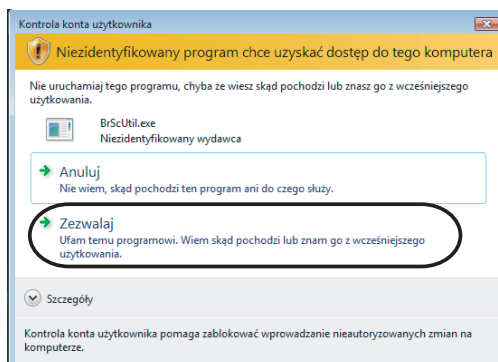 Kontrola konta użytkownika
Niezidentyfikowany program chce uzyskać dostęp do tego komputera
Nie uruchamiaj tego programu, chyba że wiesz skąd pochodzi lub znasz go z wcześniejszego
użytkowania.
BrScUtil.exe
Niezidentyfikowany wydawca
Anuluj
Nie wiem, skąd pochodzi ten program ani do czego służy.
Zezwalaj
Ufam temu programowi. Wiem skąd pochodzi lub znam go z wcześniejszego
użytkowania.
Szczegóły
Kontrola konta użytkownika pomaga zablokować wprowadzanie nieautoryzowanych zmian na
komputerze.